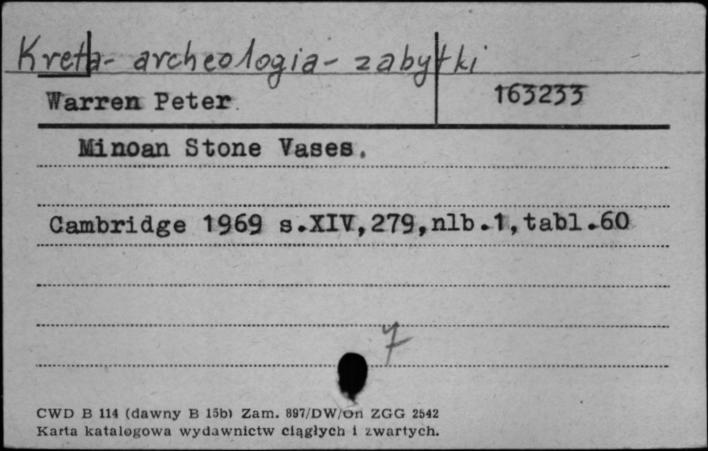 Kreta - archeologia - zabytki
Warren Peter 163233
Minoan Stone Vases.
Cambridge 1969 s.XIV,279,nlb.1,tabl.60
7
CWD B 114 (dawny B 15b) Zam. 897/DW/on ZGG 2542
Karta katalogowa wydawnictw ciągłych i zwartych.